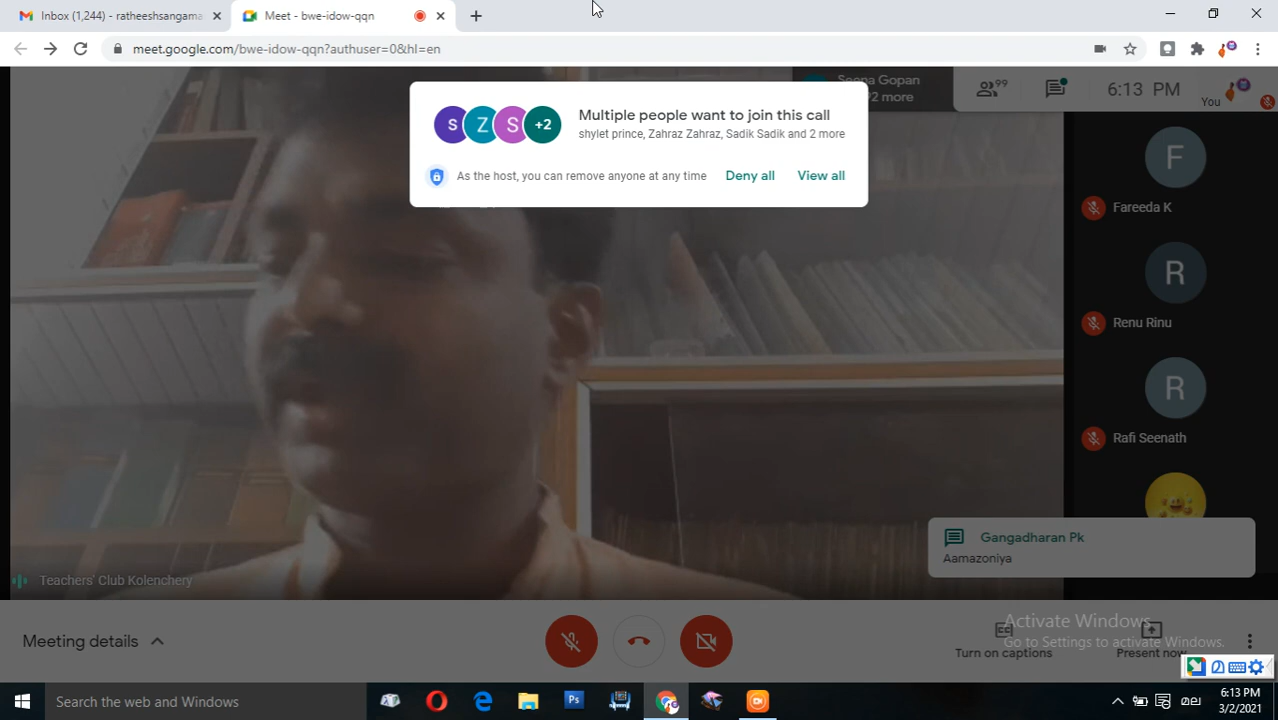 Inbox (1,244) - ratheeshsangama
Meet - bwe-idow-qqn
meet.google.com/bwe-idow-qqn?authuser=0&hl=en
Seena Gopan
92 more
99
6:13 PM
You
S
Z
S
+2
Multiple people want to join this call
shylet prince, Zahraz Zahraz, Sadik Sadik and 2 more
As the host, you can remove anyone at any time
Deny all
View all
F
Fareeda K
R
Renu Rinu
R
Rafi Seenath
Gangadharan Pk
Aamazoniya
Teachers' Club Kolenchery
Meeting details
CC
Turn on captions
Present now
Activate Windows
Go to Settings to activate Windows.
Search the web and Windows
Ps
6:13 PM
3/2/2021